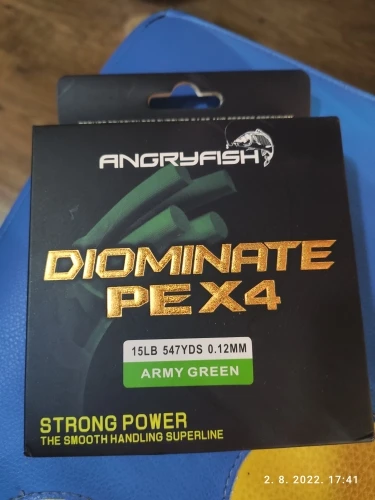 ANGRYFISH
DIOMINATE
PE X4
15LB 547YDS 0.12MM
ARMY GREEN
STRONG POWER
THE SMOOTH HANDLING SUPERLINE
2. 8. 2022. 17:41